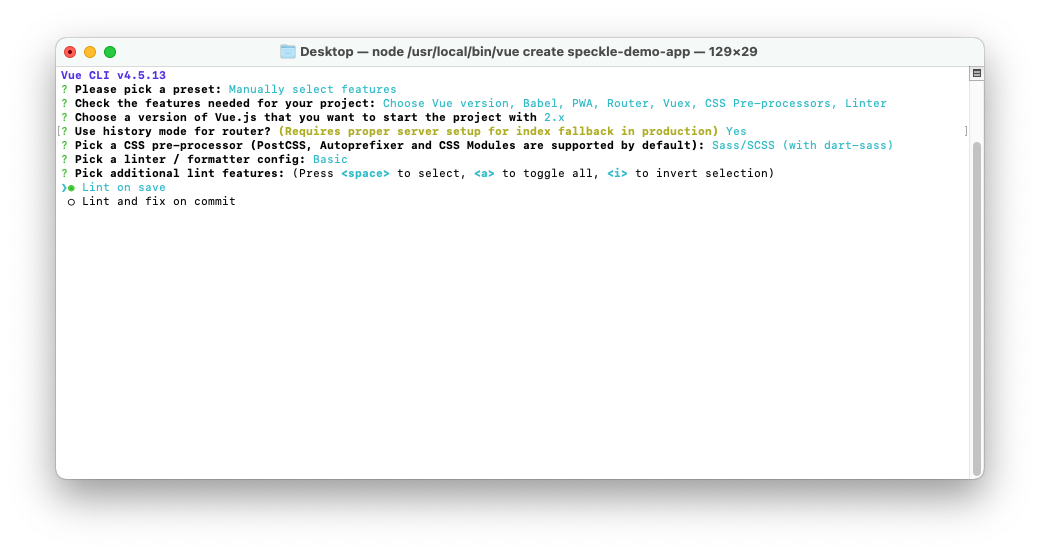 Desktop — node /usr/local/bin/vue create speckle-demo-app — 129×29
Vue CLI v4.5.13
? Please pick a preset: Manually select features
? Check the features needed for your project: Choose Vue version, Babel, PWA, Router, Vuex, CSS Pre-processors, Linter
? Choose a version of Vue.js that you want to start the project with 2.x
[? Use history mode for router? (Requires proper server setup for index fallback in production) Yes ]
? Pick a CSS pre-processor (PostCSS, Autoprefixer and CSS Modules are supported by default): Sass/SCSS (with dart-sass)
? Pick a linter / formatter config: Basic
? Pick additional lint features: (Press <space> to select, <a> to toggle all, <i> to invert selection)
❯◉ Lint on save
◯ Lint and fix on commit